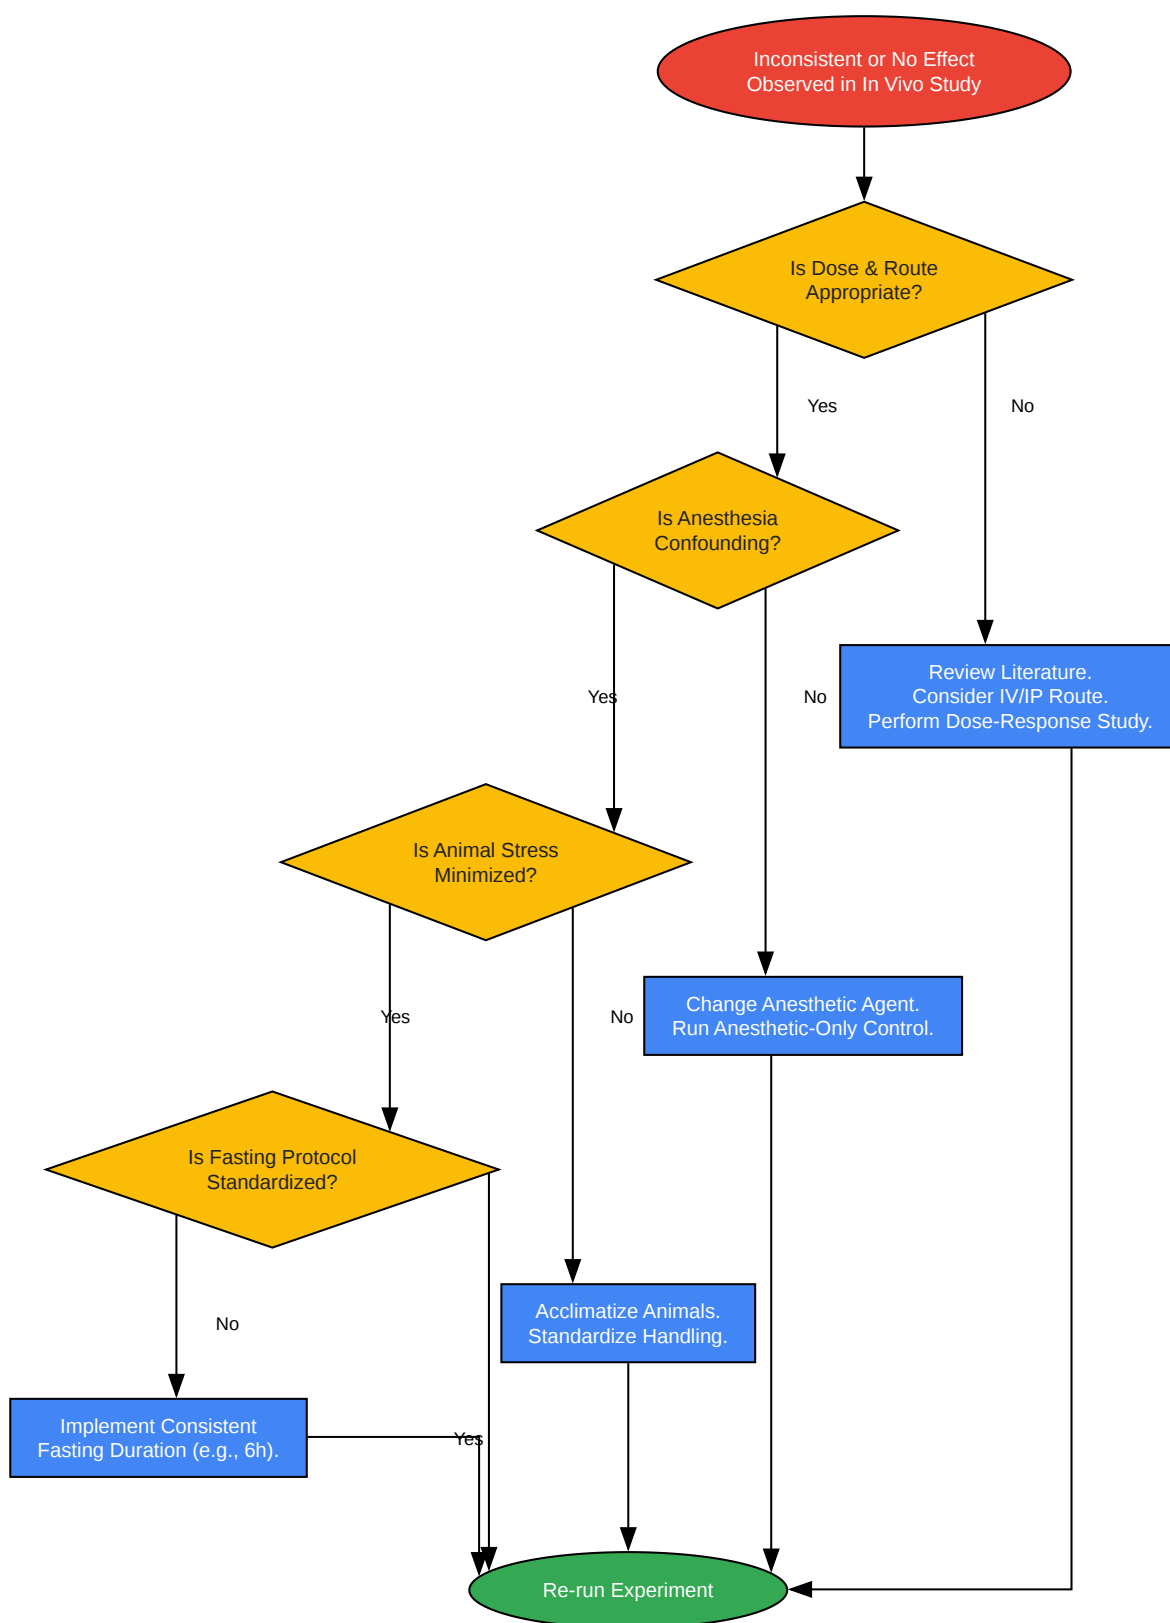 Inconsistent or No Effect
Observed in In Vivo Study
Is Dose & Route
Appropriate?
Yes
No
Is Anesthesia
Confounding?
Review Literature.
Consider IV/IP Route.
Perform Dose-Response Study.
Yes
No
Is Animal Stress
Minimized?
Change Anesthetic Agent.
Run Anesthetic-Only Control.
Yes
No
Is Fasting Protocol
Standardized?
Acclimatize Animals.
Standardize Handling.
No
Implement Consistent
Fasting Duration (e.g., 6h).
Yes
Re-run Experiment